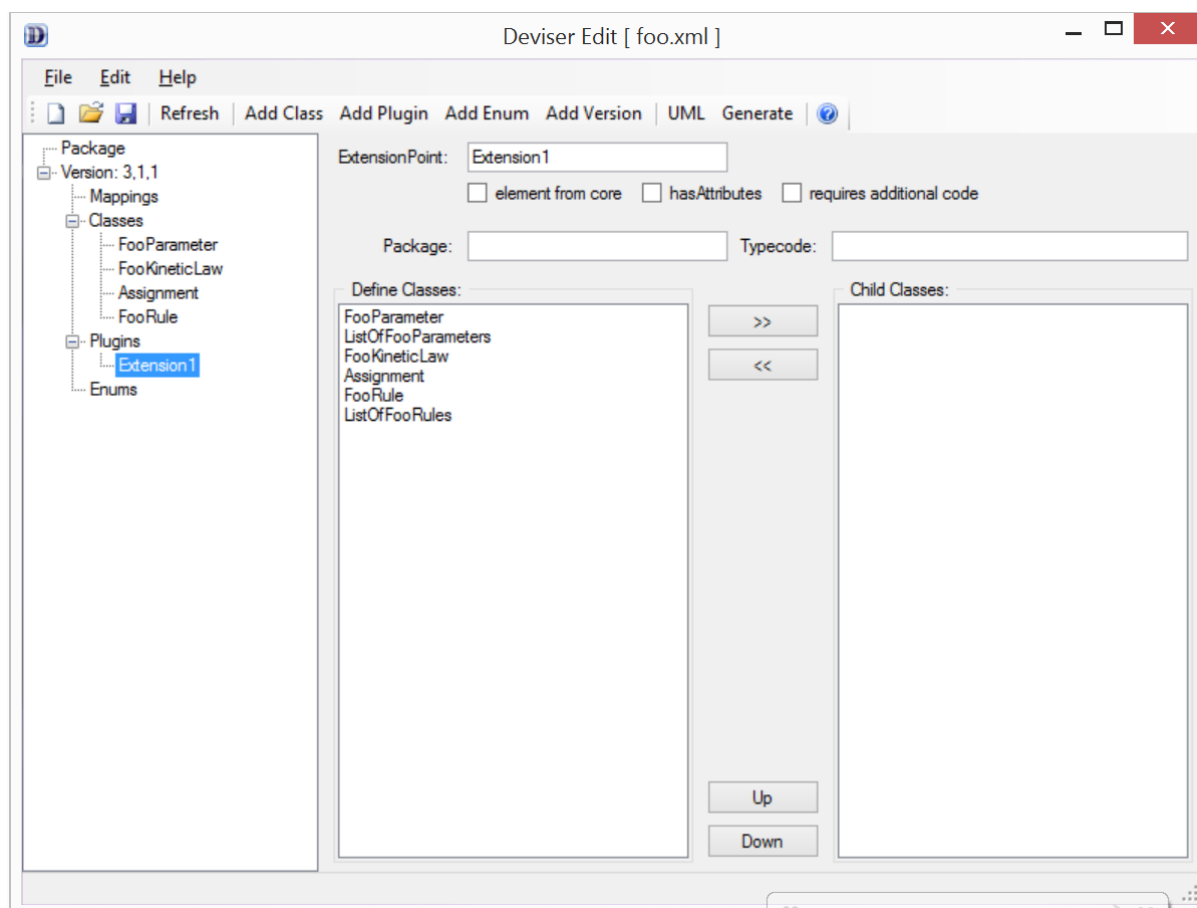 Deviser Edit [ foo.xml ]
File Edit Help
Refresh Add Class Add Plugin Add Enum Add Version UML Generate
Package
Version: 3,1,1
Mappings
Classes
FooParameter
FooKineticLaw
Assignment
FooRule
Plugins
Extension1
Enums
ExtensionPoint: Extension1
element from core hasAttributes requires additional code
Package: Typecode:
Define Classes:
FooParameter
ListOfFooParameters
FooKineticLaw
Assignment
FooRule
ListOfFooRules
>>
<<
Up
Down
Child Classes: